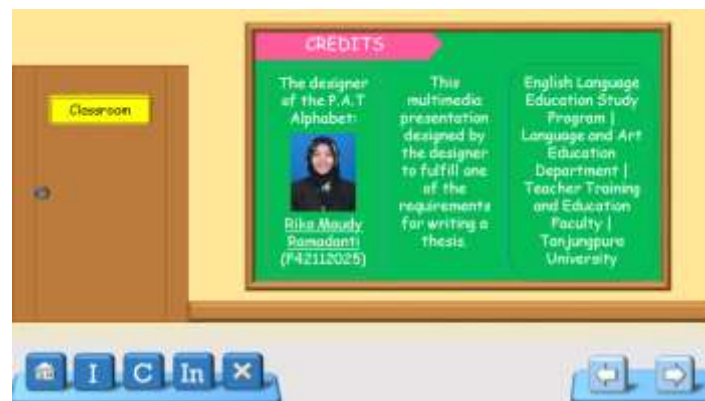 CREDITS
Classroom
The designer
of the P.A.T
Alphabet:
Rika Maudy
Ramadanti
(F42112025)
This
multimedia
presentation
designed by
the designer
to fulfill one
of the
requirements
for writing a
thesis.
English Language
Education Study
Program |
Language and Art
Education
Department |
Teacher Training
and Education
Faculty |
Tanjungpura
University
I
C
In